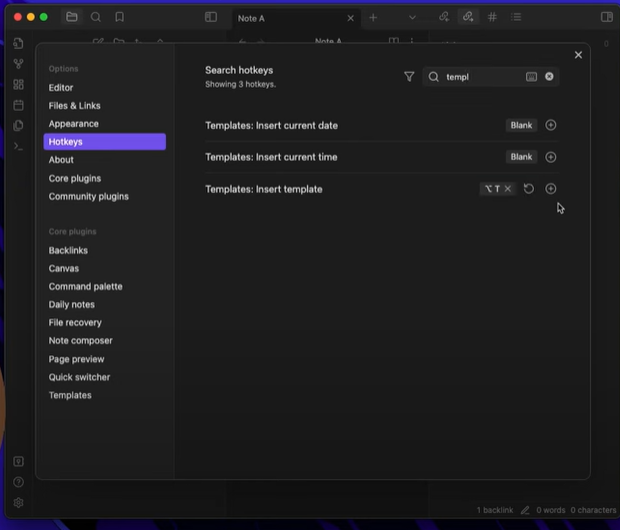 Note A
Note A
Options
Editor
Files & Links
Appearance
Hotkeys
About
Core plugins
Community plugins
Core plugins
Backlinks
Canvas
Command palette
Daily notes
File recovery
Note composer
Page preview
Quick switcher
Templates
Search hotkeys
Showing 3 hotkeys.
templ
Templates: Insert current date
Blank
Templates: Insert current time
Blank
Templates: Insert template
⌥ T
1 backlink
0 words 0 characters